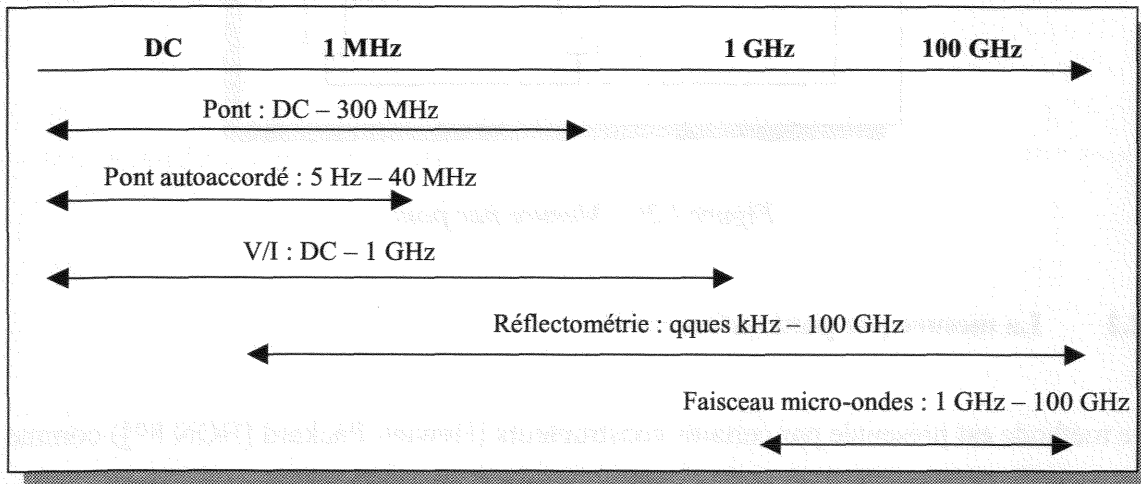 DC 1 MHz 1 GHz 100 GHz
Pont : DC – 300 MHz
Pont autoaccordé : 5 Hz – 40 MHz
V/I : DC – 1 GHz
Réflectométrie : qques kHz – 100 GHz
Faisceau micro-ondes : 1 GHz – 100 GHz